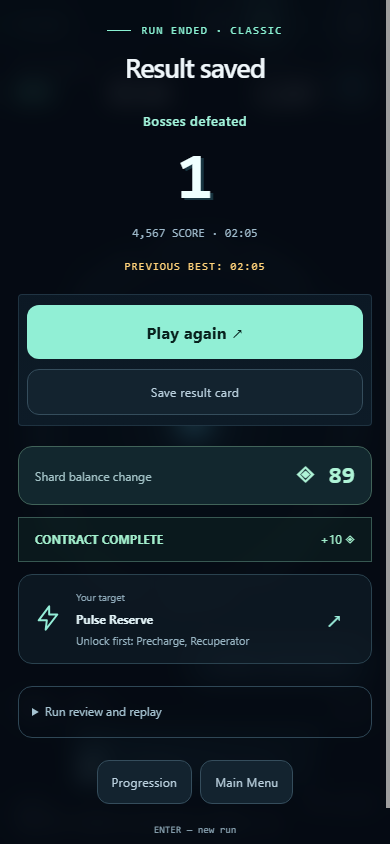 RUN ENDED · CLASSIC
Result saved
Bosses defeated
1
4,567 SCORE · 02:05
PREVIOUS BEST: 02:05
Play again ↗
Save result card
Shard balance change ◈ 89
CONTRACT COMPLETE +10 ◈
Your target
Pulse Reserve ↗
Unlock first: Precharge, Recuperator
▶ Run review and replay
Progression Main Menu
ENTER — new run